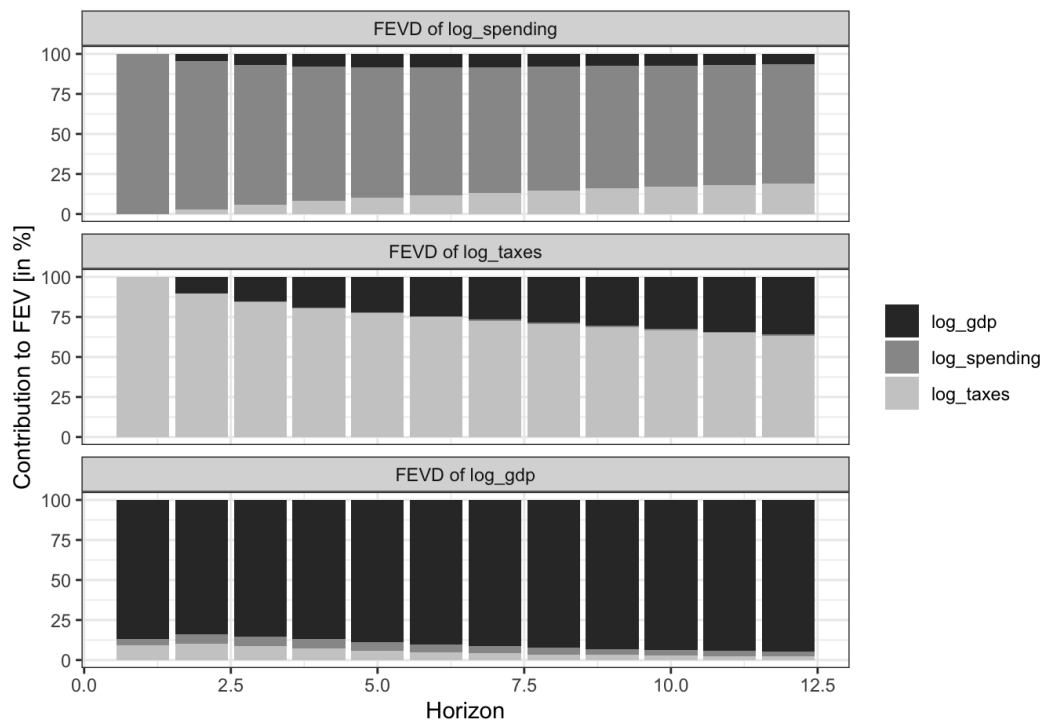 FEVD of log_spending
100
75
50
25
0
FEVD of log_taxes
100
75
50
25
0
FEVD of log_gdp
100
75
50
25
0
0.0 2.5 5.0 7.5 10.0 12.5
Horizon
Contribution to FEV [in %]
log_gdp
log_spending
log_taxes